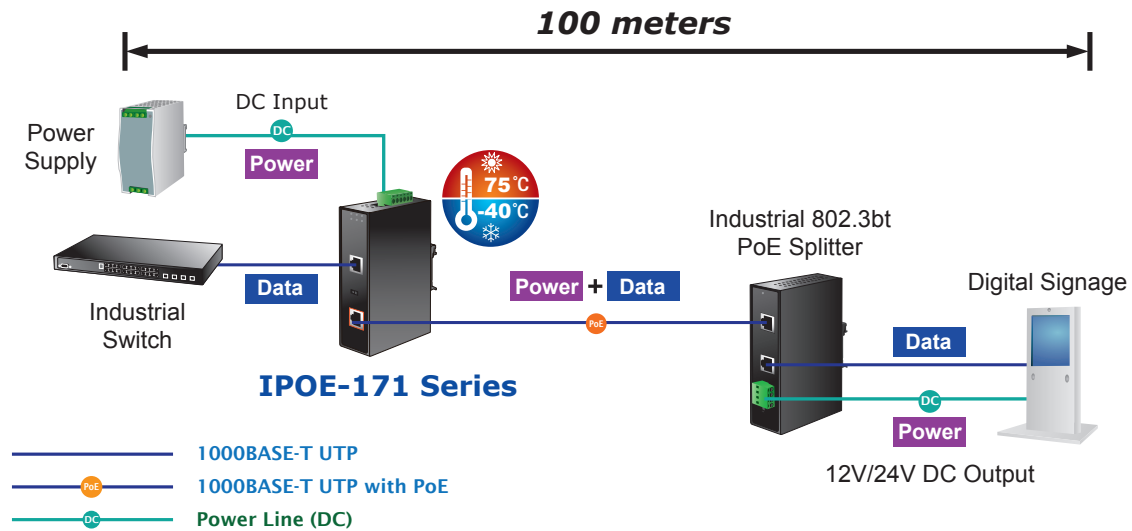 100 meters
DC Input
Power
Supply
DC
Power
75°C
-40°C
Industrial 802.3bt
PoE Splitter
Digital Signage
Data
Power + Data
Industrial
Switch
PoE
Data
IPOE-171 Series
DC
Power
12V/24V DC Output
1000BASE-T UTP
PoE
1000BASE-T UTP with PoE
DC
Power Line (DC)